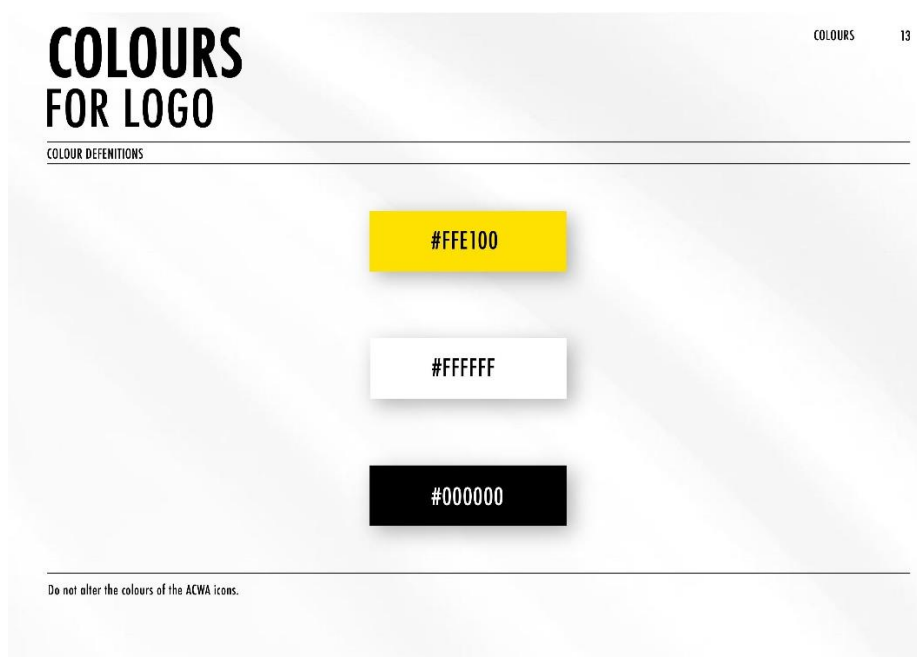 COLOURS
FOR LOGO
COLOURS 13
COLOUR DEFENITIONS
#FFE100
#FFFFFF
#000000
Do not alter the colours of the ACWA icons.